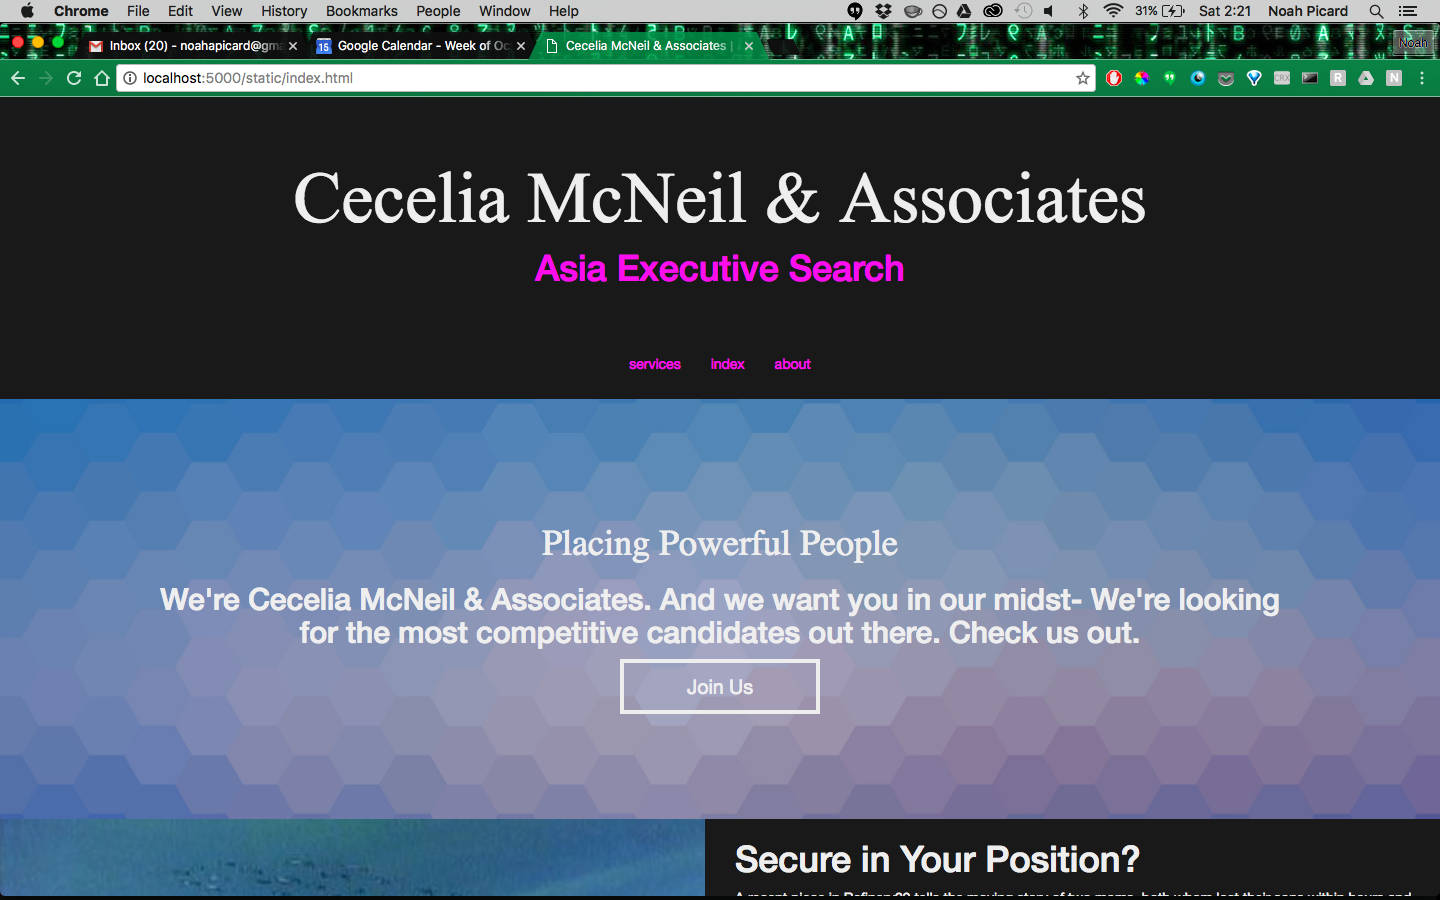 Chrome File Edit View History Bookmarks People Window Help 31% Sat 2:21 Noah Picard
Inbox (20) - noahapicard@gm
15 Google Calendar - Week of Oc
Cecelia McNeil & Associates |
Noah
localhost:5000/static/index.html
CRX R N
Cecelia McNeil & Associates
Asia Executive Search
services index about
Placing Powerful People
We're Cecelia McNeil & Associates. And we want you in our midst- We're looking
for the most competitive candidates out there. Check us out.
Join Us
Secure in Your Position?